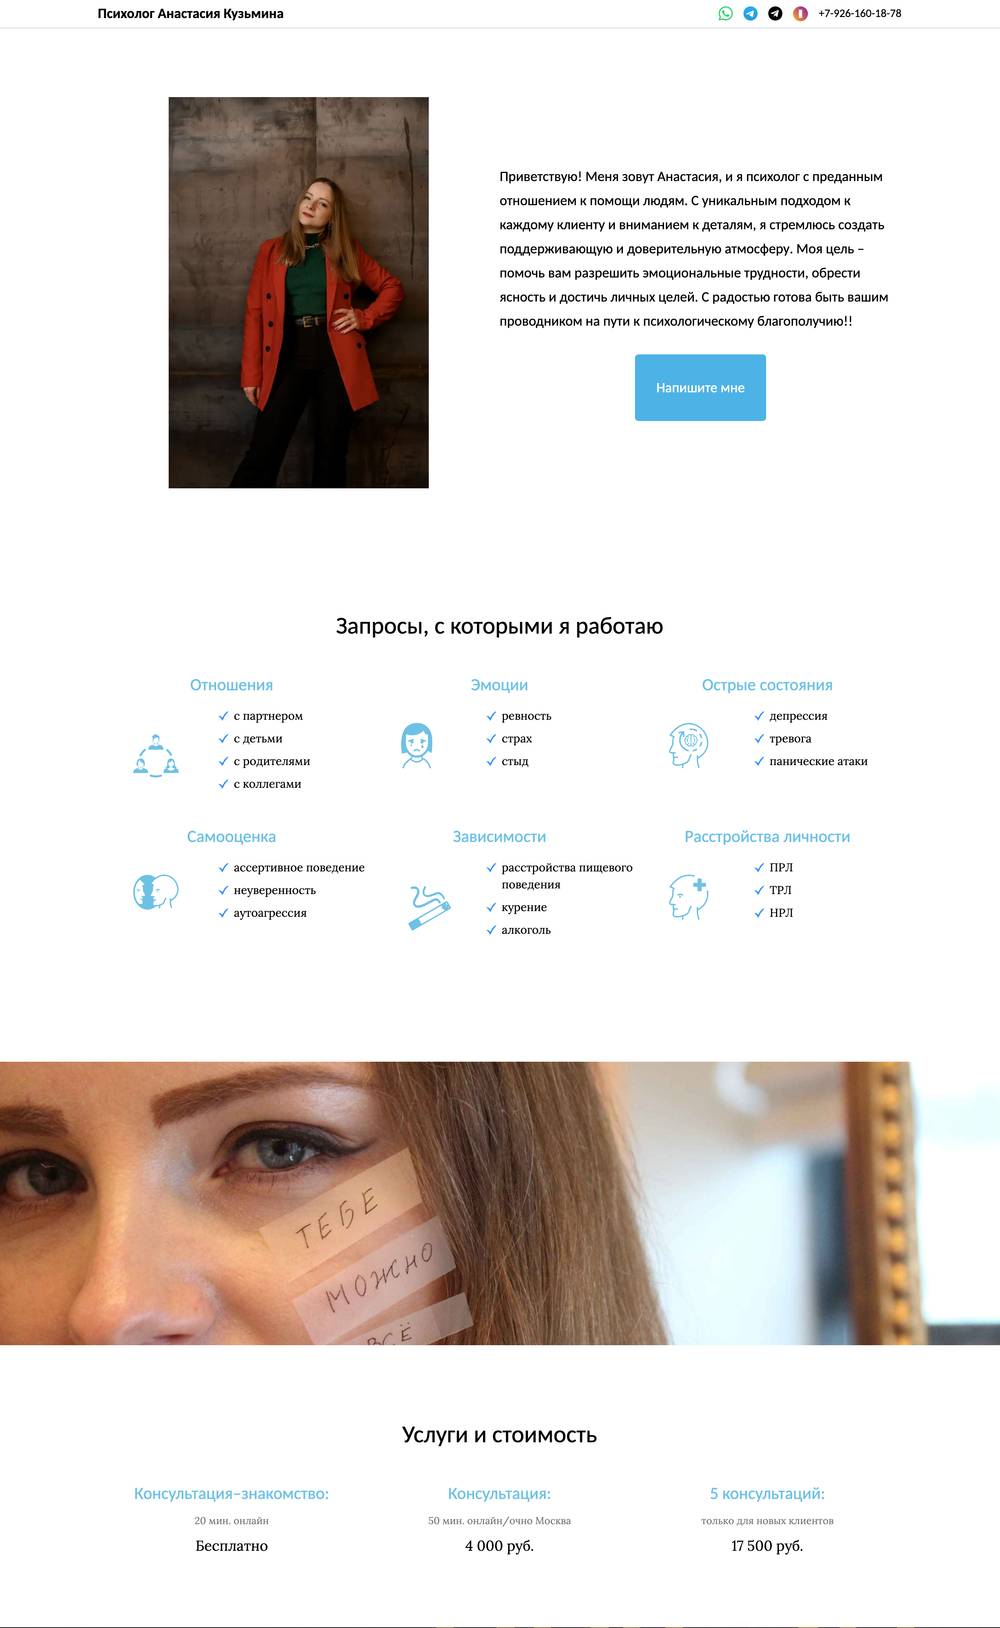 Психолог Анастасия Кузьмина
+7-926-160-18-78
Приветствую! Меня зовут Анастасия, и я психолог с преданным
отношением к помощи людям. С уникальным подходом к
каждому клиенту и вниманием к деталям, я стремлюсь создать
поддерживающую и доверительную атмосферу. Моя цель –
помочь вам разрешить эмоциональные трудности, обрести
ясность и достичь личных целей. С радостью готова быть вашим
проводником на пути к психологическому благополучию!!
Напишите мне
Запросы, с которыми я работаю
Отношения
с партнером
с детьми
с родителями
с коллегами
Эмоции
ревность
страх
стыд
Острые состояния
депрессия
тревога
панические атаки
Самооценка
ассертивное поведение
неуверенность
аутоагрессия
Зависимости
расстройства пищевого
поведения
курение
алкоголь
Расстройства личности
ПРЛ
ТРЛ
НРЛ
ТЕБЕ
МОЖНО
ВСЁ
Услуги и стоимость
Консультация–знакомство:
20 мин. онлайн
Бесплатно
Консультация:
50 мин. онлайн/очно Москва
4 000 руб.
5 консультаций:
только для новых клиентов
17 500 руб.